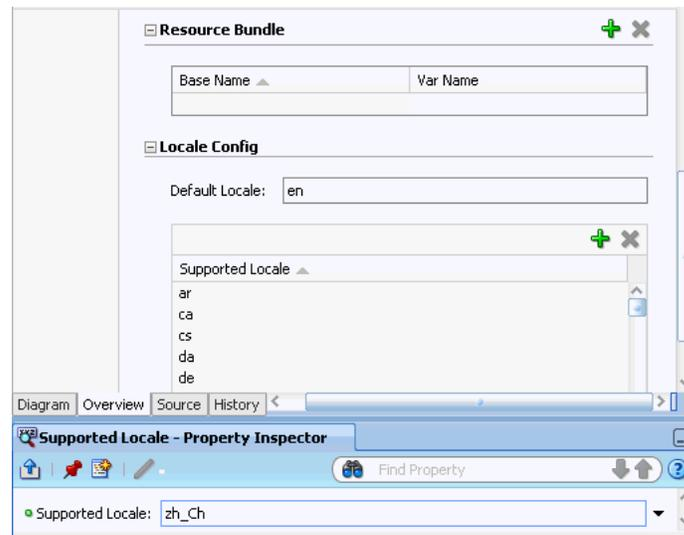 Resource Bundle
Base Name Var Name
Locale Config
Default Locale: en
Supported Locale
ar
ca
cs
da
de
Diagram Overview Source History
Supported Locale - Property Inspector
Find Property
Supported Locale: zh_Ch